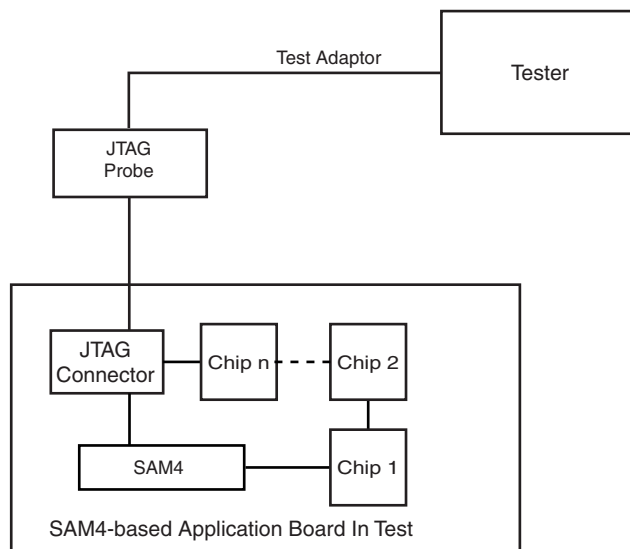 Test Adaptor
Tester
JTAG
Probe
JTAG
Connector
Chip n
Chip 2
SAM4
Chip 1
SAM4-based Application Board In Test